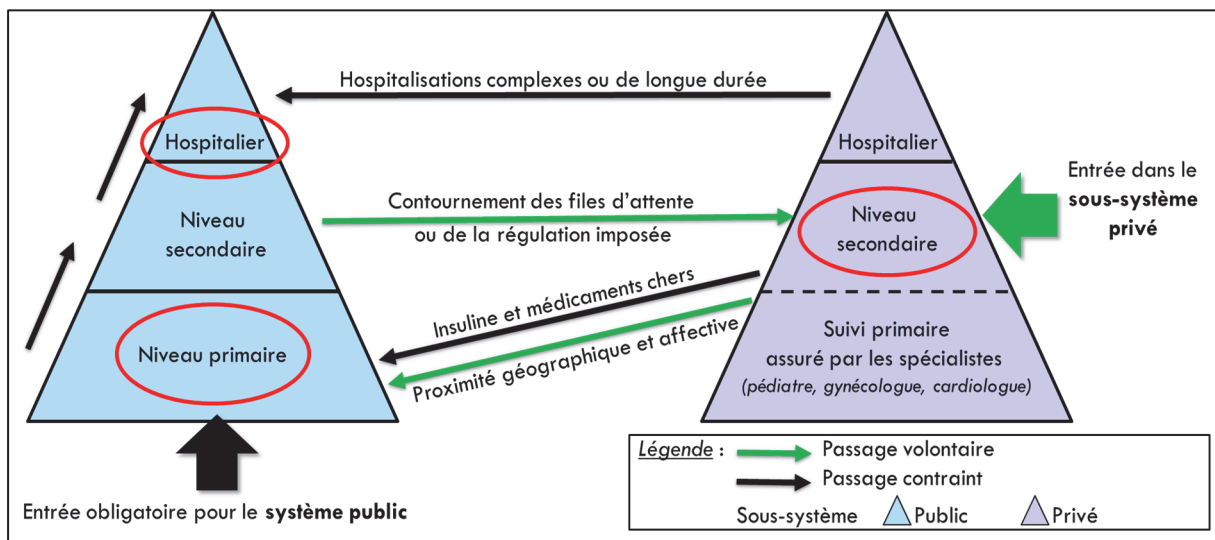 Hospitalisations complexes ou de longue durée
Hospitalier
Hospitalier
Entrée dans le
sous-système
privé
Contournement des files d'attente
ou de la régulation imposée
Niveau
secondaire
Niveau
secondaire
Insuline et médicaments chers
Proximité géographique et affective
Niveau primaire
Suivi primaire
assuré par les spécialistes
(pédiatre, gynécologue, cardiologue)
Entrée obligatoire pour le système public
Légende :
Passage volontaire
Passage contraint
Sous-système Public Privé